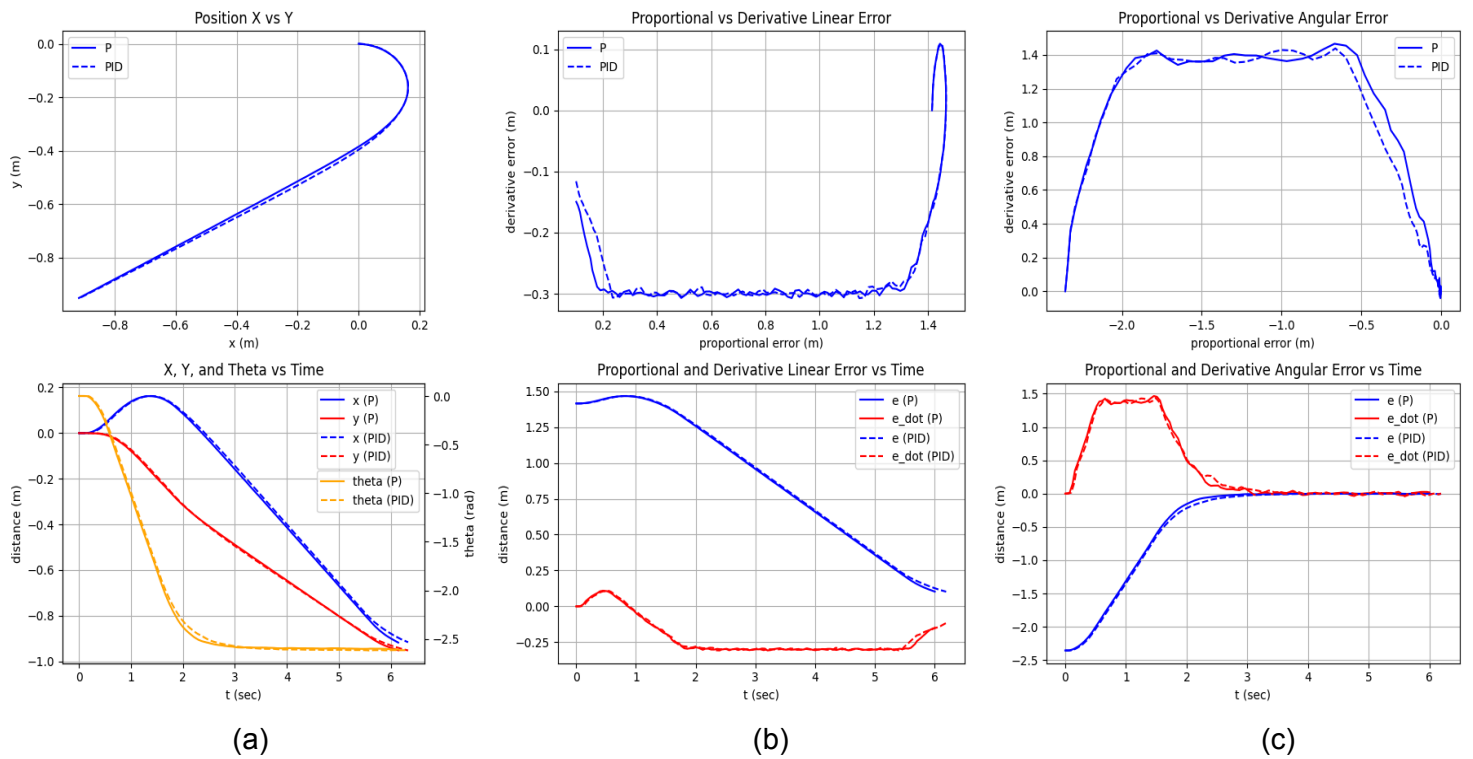 Position X vs Y
P
PID
0.0
−0.2
−0.4
−0.6
−0.8
y (m)
−0.8
−0.6
−0.4
−0.2
0.0
0.2
x (m)
Proportional vs Derivative Linear Error
P
PID
0.1
0.0
−0.1
−0.2
−0.3
derivative error (m)
0.2
0.4
0.6
0.8
1.0
1.2
1.4
proportional error (m)
Proportional vs Derivative Angular Error
P
PID
1.4
1.2
1.0
0.8
0.6
0.4
0.2
0.0
derivative error (m)
−2.0
−1.5
−1.0
−0.5
0.0
proportional error (m)
X, Y, and Theta vs Time
x (P)
y (P)
x (PID)
y (PID)
theta (P)
theta (PID)
0.2
0.0
−0.2
−0.4
−0.6
−0.8
−1.0
distance (m)
0.0
−0.5
−1.0
−1.5
−2.0
−2.5
theta (rad)
0
1
2
3
4
5
6
t (sec)
Proportional and Derivative Linear Error vs Time
e (P)
e_dot (P)
e (PID)
e_dot (PID)
1.50
1.25
1.00
0.75
0.50
0.25
0.00
−0.25
distance (m)
0
1
2
3
4
5
6
t (sec)
Proportional and Derivative Angular Error vs Time
e (P)
e_dot (P)
e (PID)
e_dot (PID)
1.5
1.0
0.5
0.0
−0.5
−1.0
−1.5
−2.0
−2.5
distance (m)
0
1
2
3
4
5
6
t (sec)
(a)
(b)
(c)